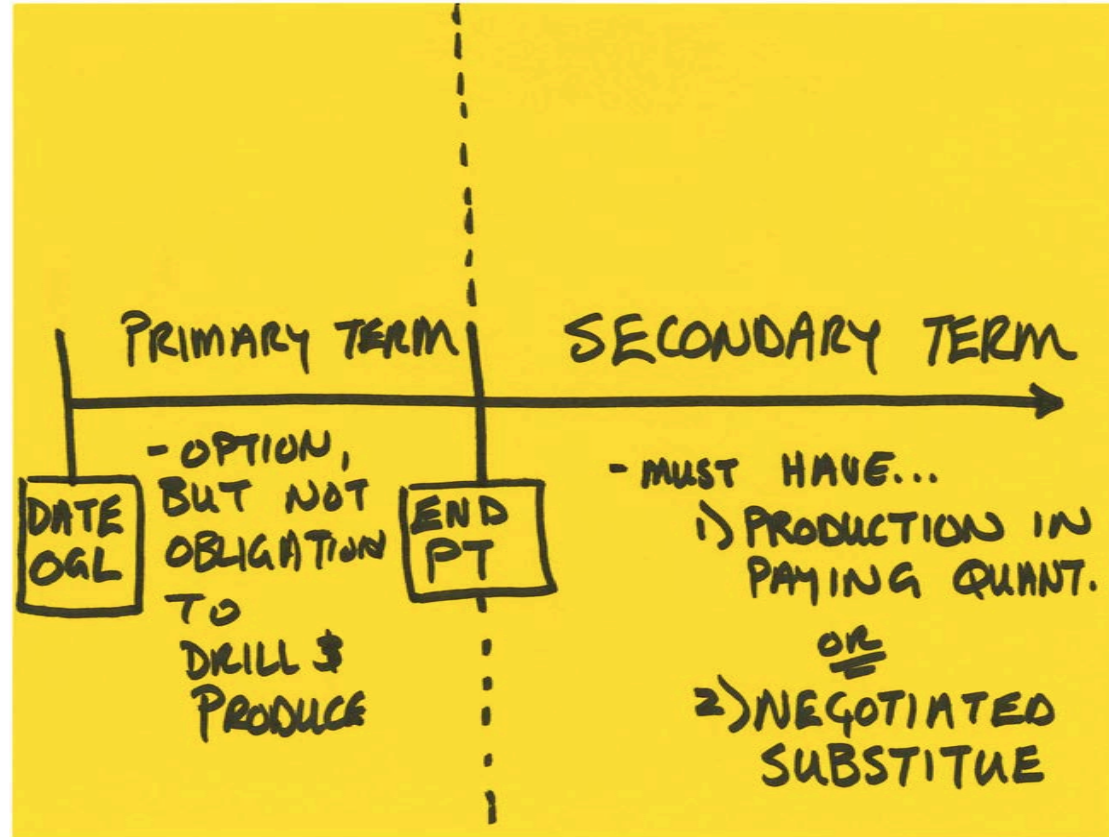 PRIMARY TERM
SECONDARY TERM
DATE
OGL
- OPTION,
BUT NOT
OBLIGATION
TO
DRILL &
PRODUCE
END
PT
- MUST HAVE...
1) PRODUCTION IN
PAYING QUANT.
OR
2) NEGOTIATED
SUBSTITUE